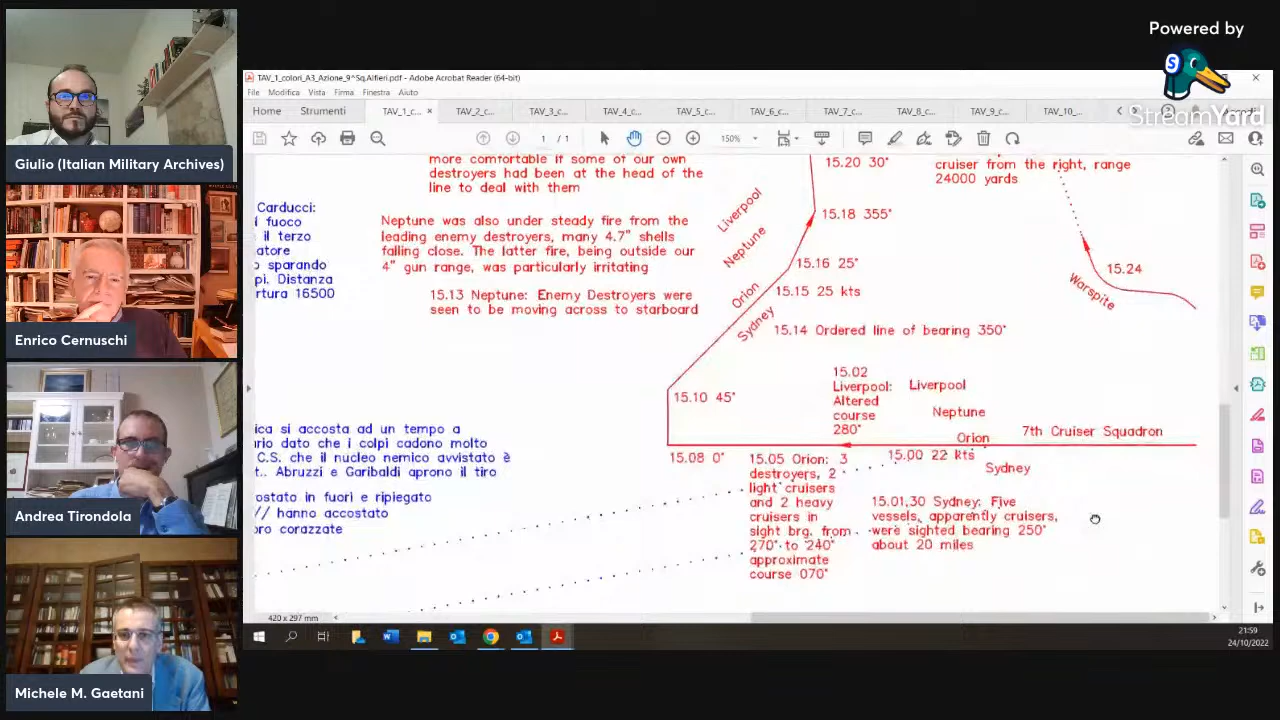 Powered by
StreamYard
Giulio (Italian Military Archives)
Enrico Cernuschi
Andrea Tirondola
Michele M. Gaetani
TAV_1_colori_A3_Azione_9^Sq.Alfieri.pdf - Adobe Acrobat Reader (64-bit)
File Modifica Vista Firma Finestra Aiuto
Home Strumenti TAV_1_c... × TAV_2_c... TAV_3_c... TAV_4_c... TAV_5_c... TAV_6_c... TAV_7_c... TAV_8_c... TAV_9_c... TAV_10...
1 / 1 150%
more comfortable if some of our own
destroyers had been at the head of the
line to deal with them
Neptune was also under steady fire from the
leading enemy destroyers, many 4.7" shells
falling close. The latter fire, being outside our
4" gun range, was particularly irritating
15.13 Neptune: Enemy Destroyers were
seen to be moving across to starboard
Carducci:
fuoco
il terzo
atore
o sparando
pi. Distanza
rtura 16500
ica si accosta ad un tempo a
ario dato che i colpi cadono molto
C.S. che il nucleo nemico avvistato è
t.. Abruzzi e Garibaldi aprono il tiro
ostato in fuori e ripiegato
// hanno accostato
oro corazzate
15.20 30°
cruiser from the right, range
24000 yards
Liverpool
15.18 355°
Neptune
15.16 25°
15.24
Warspite
Orion
15.15 25 kts
Sydney
15.14 Ordered line of bearing 350°
15.10 45°
15.02
Liverpool:
Altered
course
280°
Liverpool
Neptune
Orion
7th Cruiser Squadron
15.08 0°
15.00 22 kts
Sydney
15.05 Orion: 3
destroyers, 2
light cruisers
and 2 heavy
cruisers in
sight brg. from
270° to 240°
approximate
course 070°
15.01,30 Sydney: Five
vessels, apparently cruisers,
were sighted bearing 250°
about 20 miles
420 x 297 mm
21:59
24/10/2022